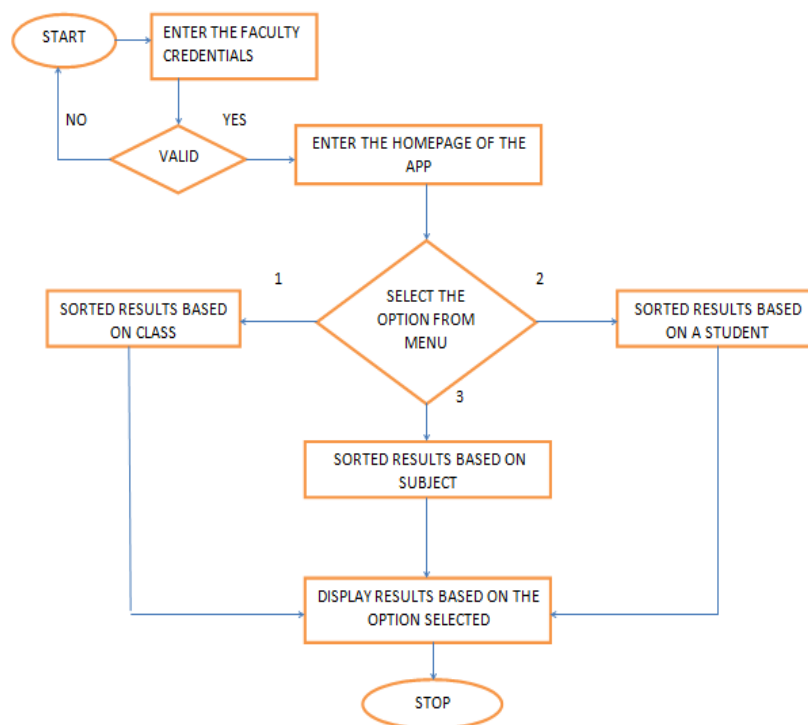 START
ENTER THE FACULTY
CREDENTIALS
NO
YES
VALID
ENTER THE HOMEPAGE OF THE
APP
1
2
SELECT THE
OPTION FROM
MENU
SORTED RESULTS BASED
ON CLASS
SORTED RESULTS BASED
ON A STUDENT
3
SORTED RESULTS BASED ON
SUBJECT
DISPLAY RESULTS BASED ON THE
OPTION SELECTED
STOP